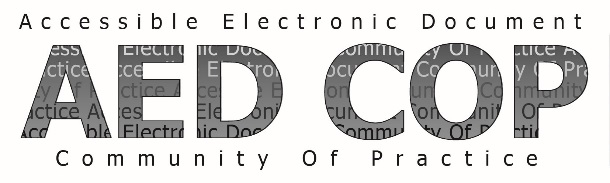 Accessible Electronic Document
AED COP
Community Of Practice